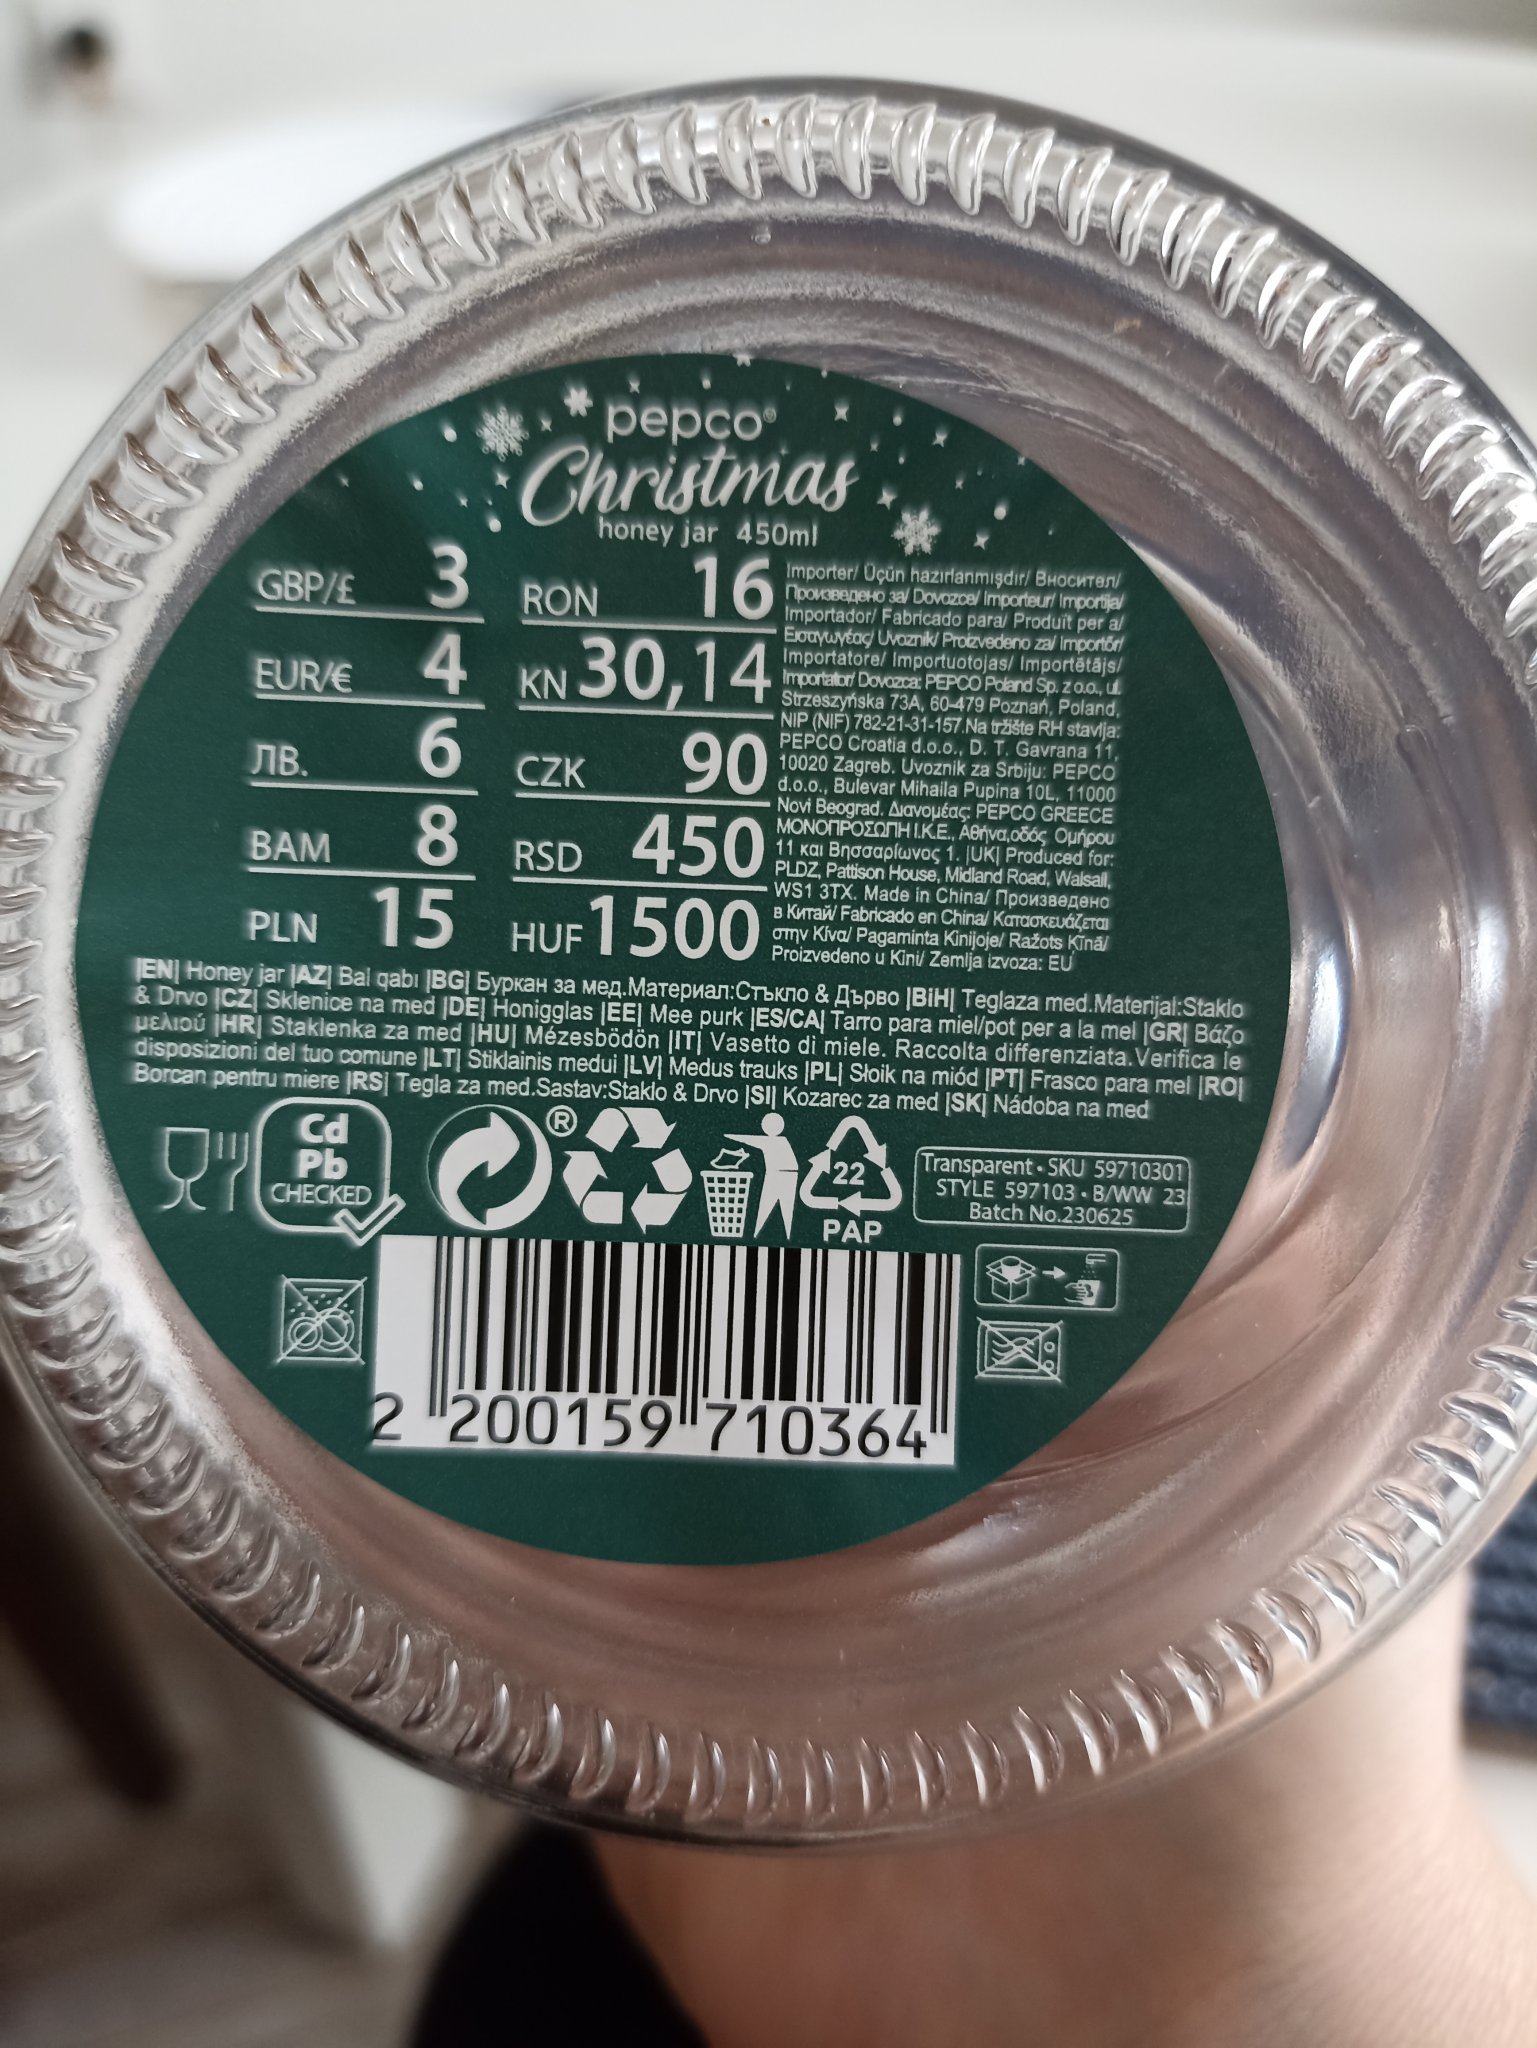 pepco®
Christmas
honey jar 450ml
GBP/£ 3
EUR/€ 4
ЛВ. 6
BAM 8
PLN 15
RON 16
KN 30,14
CZK 90
RSD 450
HUF 1500
Importer/ Üçün hazırlanmışdır/ Вносител/
Произведено за/ Dovozce/ Importeur/ Importija/
Importador/ Fabricado para/ Produït per a/
Εισαγωγέας/ Uvoznik/ Proizvedeno za/ Importőr/
Importatore/ Importuotojas/ Importētājs/
Importator/ Dovozca: PEPCO Poland Sp. z o.o., ul.
Strzeszyńska 73A, 60-479 Poznań, Poland,
NIP (NIF) 782-21-31-157.Na tržište RH stavlja:
PEPCO Croatia d.o.o., D. T. Gavrana 11,
10020 Zagreb. Uvoznik za Srbiju: PEPCO
d.o.o., Bulevar Mihaila Pupina 10L, 11000
Novi Beograd. Διανομέας: PEPCO GREECE
ΜΟΝΟΠΡΟΣΩΠΗ Ι.Κ.Ε., Αθήνα,οδός Ομήρου
11 και Βησσαρίωνος 1. |UK| Produced for:
PLDZ, Pattison House, Midland Road, Walsall,
WS1 3TX. Made in China/ Произведено
в Китай/ Fabricado en China/ Κατασκευάζεται
στην Κίνα/ Pagaminta Kinijoje/ Ražots Ķīnā/
Proizvedeno u Kini/ Zemlja izvoza: EU
|EN| Honey jar |AZ| Bal qabı |BG| Буркан за мед.Материал:Стъкло & Дърво |BiH| Teglaza med.Materijal:Staklo
& Drvo |CZ| Sklenice na med |DE| Honigglas |EE| Mee purk |ES/CA| Tarro para miel/pot per a la mel |GR| Βάζο
μελιού |HR| Staklenka za med |HU| Mézesbödön |IT| Vasetto di miele. Raccolta differenziata.Verifica le
disposizioni del tuo comune |LT| Stiklainis medui |LV| Medus trauks |PL| Słoik na miód |PT| Frasco para mel |RO|
Borcan pentru miere |RS| Tegla za med.Sastav:Staklo & Drvo |SI| Kozarec za med |SK| Nádoba na med
Cd
Pb
CHECKED
®
22
PAP
Transparent • SKU 59710301
STYLE 597103 • B/WW 23
Batch No.230625
2 200159 710364